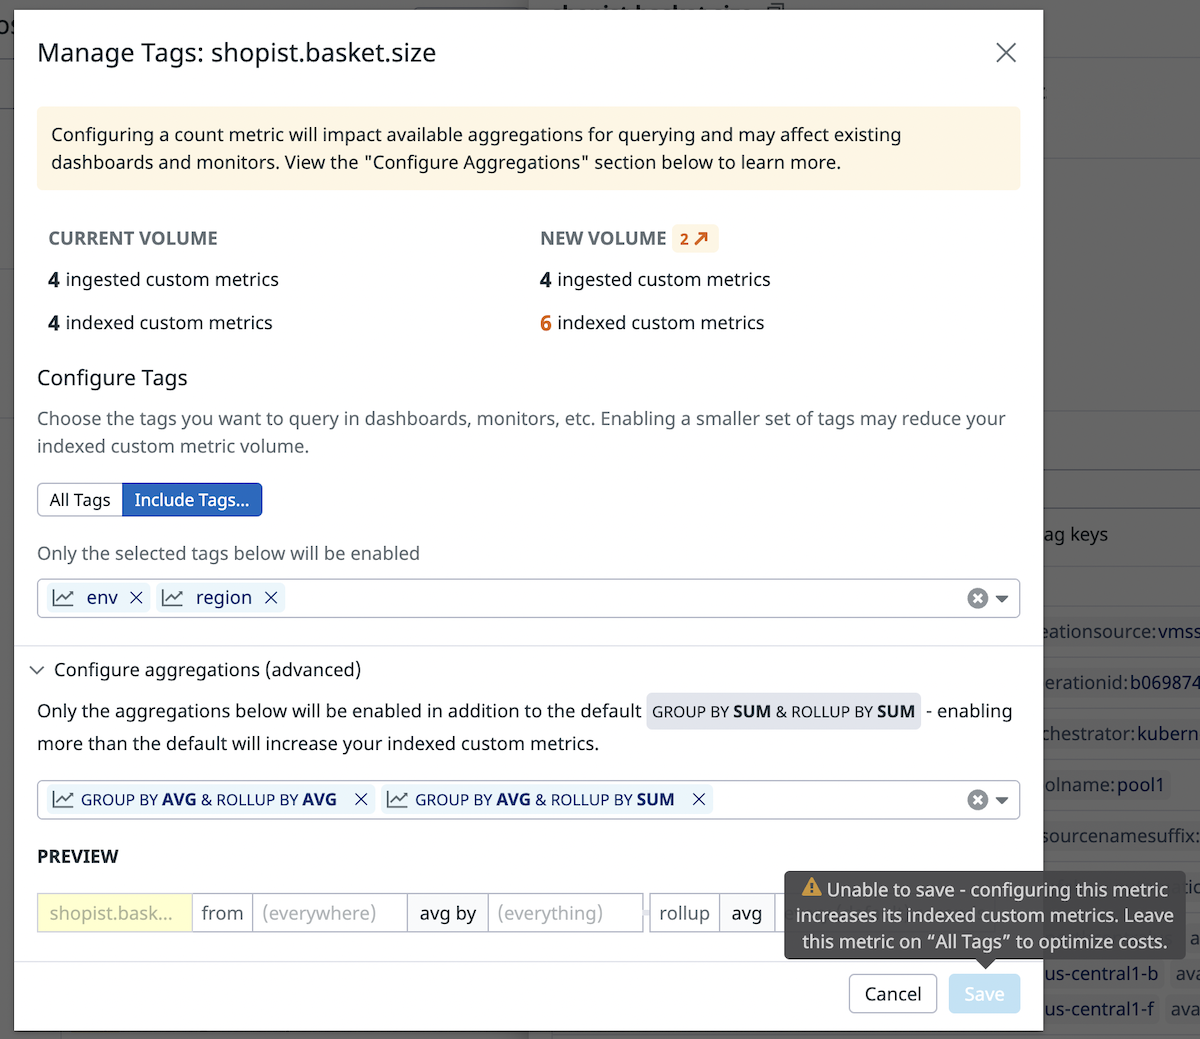 Manage Tags: shopist.basket.size
Configuring a count metric will impact available aggregations for querying and may affect existing
dashboards and monitors. View the "Configure Aggregations" section below to learn more.
CURRENT VOLUME
NEW VOLUME 2
4 ingested custom metrics
4 ingested custom metrics
4 indexed custom metrics
6 indexed custom metrics
Configure Tags
Choose the tags you want to query in dashboards, monitors, etc. Enabling a smaller set of tags may reduce your
indexed custom metric volume.
All Tags Include Tags...
Only the selected tags below will be enabled
env region
Configure aggregations (advanced)
Only the aggregations below will be enabled in addition to the default GROUP BY SUM & ROLLUP BY SUM - enabling
more than the default will increase your indexed custom metrics.
GROUP BY AVG & ROLLUP BY AVG GROUP BY AVG & ROLLUP BY SUM
PREVIEW
shopist.bask... from (everywhere) avg by (everything) rollup avg
Unable to save - configuring this metric
increases its indexed custom metrics. Leave
this metric on “All Tags” to optimize costs.
Cancel Save
ag keys
eationsource:vmss
erationid:b069874
chestrator:kubern
olname:pool1
sourcenamesuffix:
us-central1-b ava
us-central1-f ava